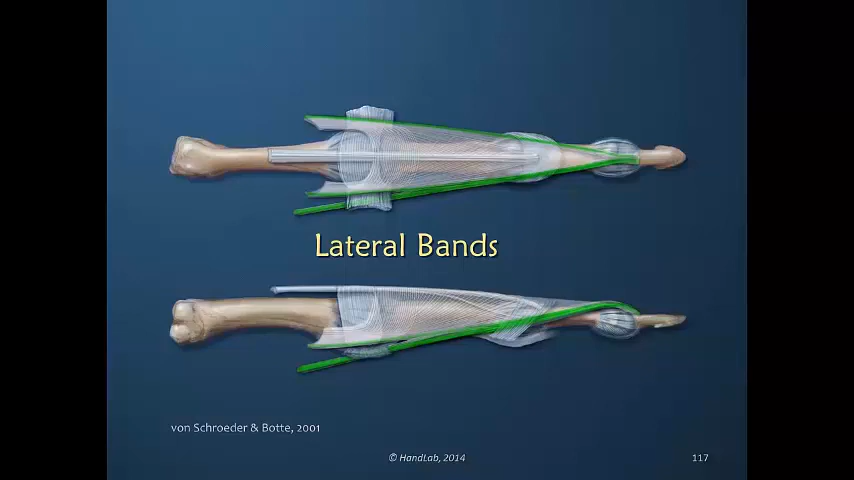 Lateral Bands
von Schroeder & Botte, 2001
© HandLab, 2014
117